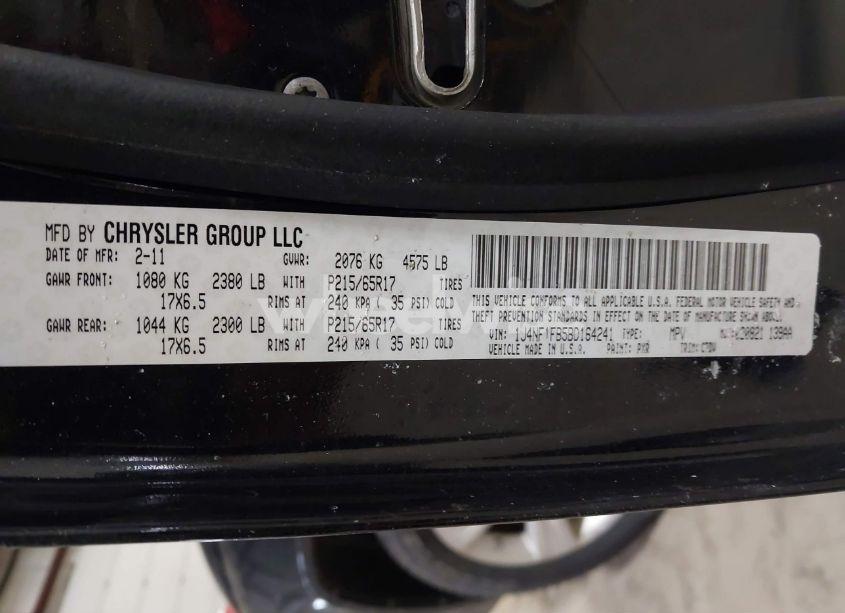 MFD BY CHRYSLER GROUP LLC
DATE OF MFR: 2-11 GVWR: 2076 KG 4575 LB
GAWR FRONT: 1080 KG 2380 LB WITH P215/65R17 TIRES
17X6.5 RIMS AT 240 KPA ( 35 PSI) COLD
GAWR REAR: 1044 KG 2300 LB WITH P215/65R17 TIRES
17X6.5 RIMS AT 240 KPA ( 35 PSI) COLD
THIS VEHICLE CONFORMS TO ALL APPLICABLE U.S.A. FEDERAL MOTOR VEHICLE SAFETY AND
THEFT PREVENTION STANDARDS IN EFFECT ON THE DATE OF MANUFACTURE SHOWN ABOVE.
VIN: 1J4NF1FB5BD164241 TYPE: MPV
VEHICLE MADE IN U.S.A. PAINT: PXR TRIM: